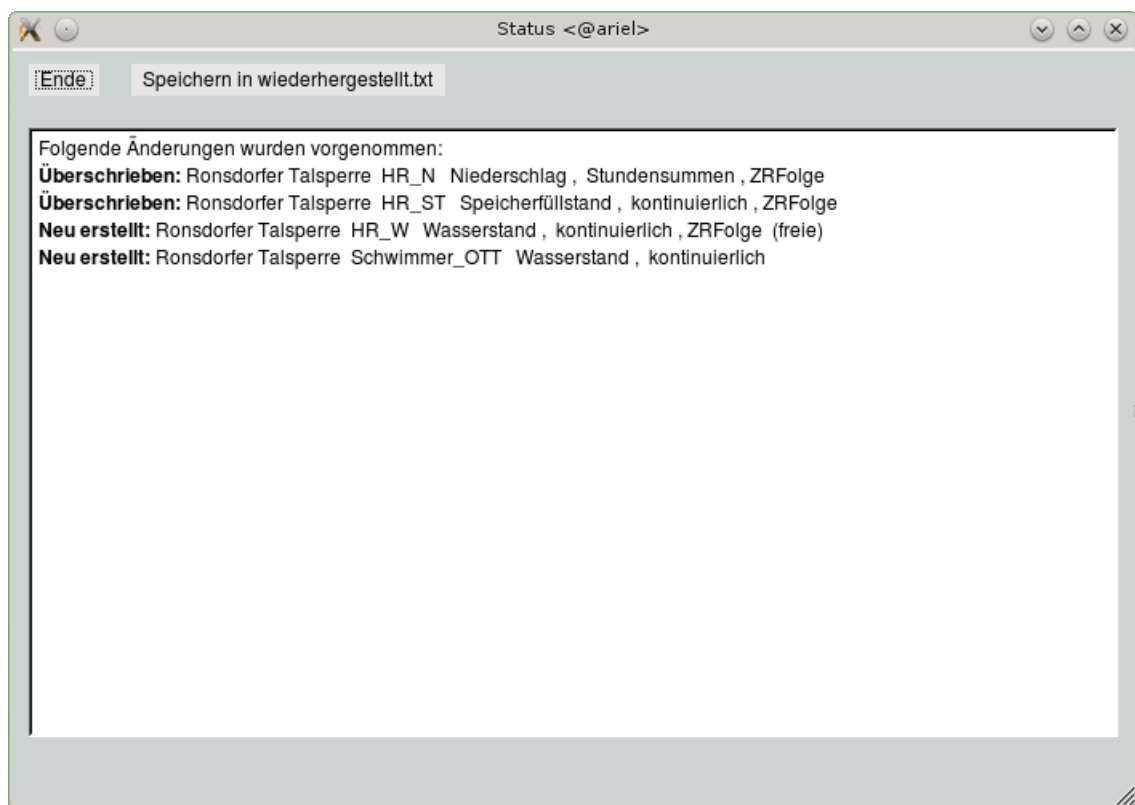 Status <@ariel>
Ende Speichern in wiederhergestellt.txt
Folgende Änderungen wurden vorgenommen:
Überschrieben: Ronsdorfer Talsperre HR_N Niederschlag , Stundensummen , ZRFolge
Überschrieben: Ronsdorfer Talsperre HR_ST Speicherfüllstand , kontinuierlich , ZRFolge
Neu erstellt: Ronsdorfer Talsperre HR_W Wasserstand , kontinuierlich , ZRFolge (freie)
Neu erstellt: Ronsdorfer Talsperre Schwimmer_OTT Wasserstand , kontinuierlich